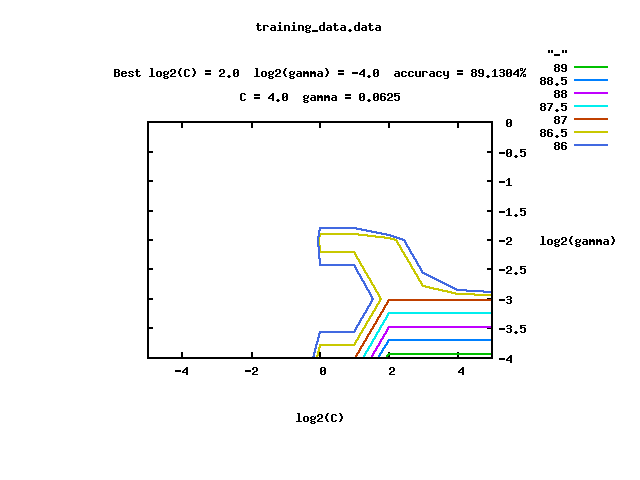 training_data.data
"-"
Best log2(C) = 2.0  log2(gamma) = -4.0  accuracy = 89.1304%
C = 4.0  gamma = 0.0625
89
88.5
88
87.5
87
86.5
86
0
-0.5
-1
-1.5
-2
-2.5
-3
-3.5
-4
log2(gamma)
-4 -2 0 2 4
log2(C)